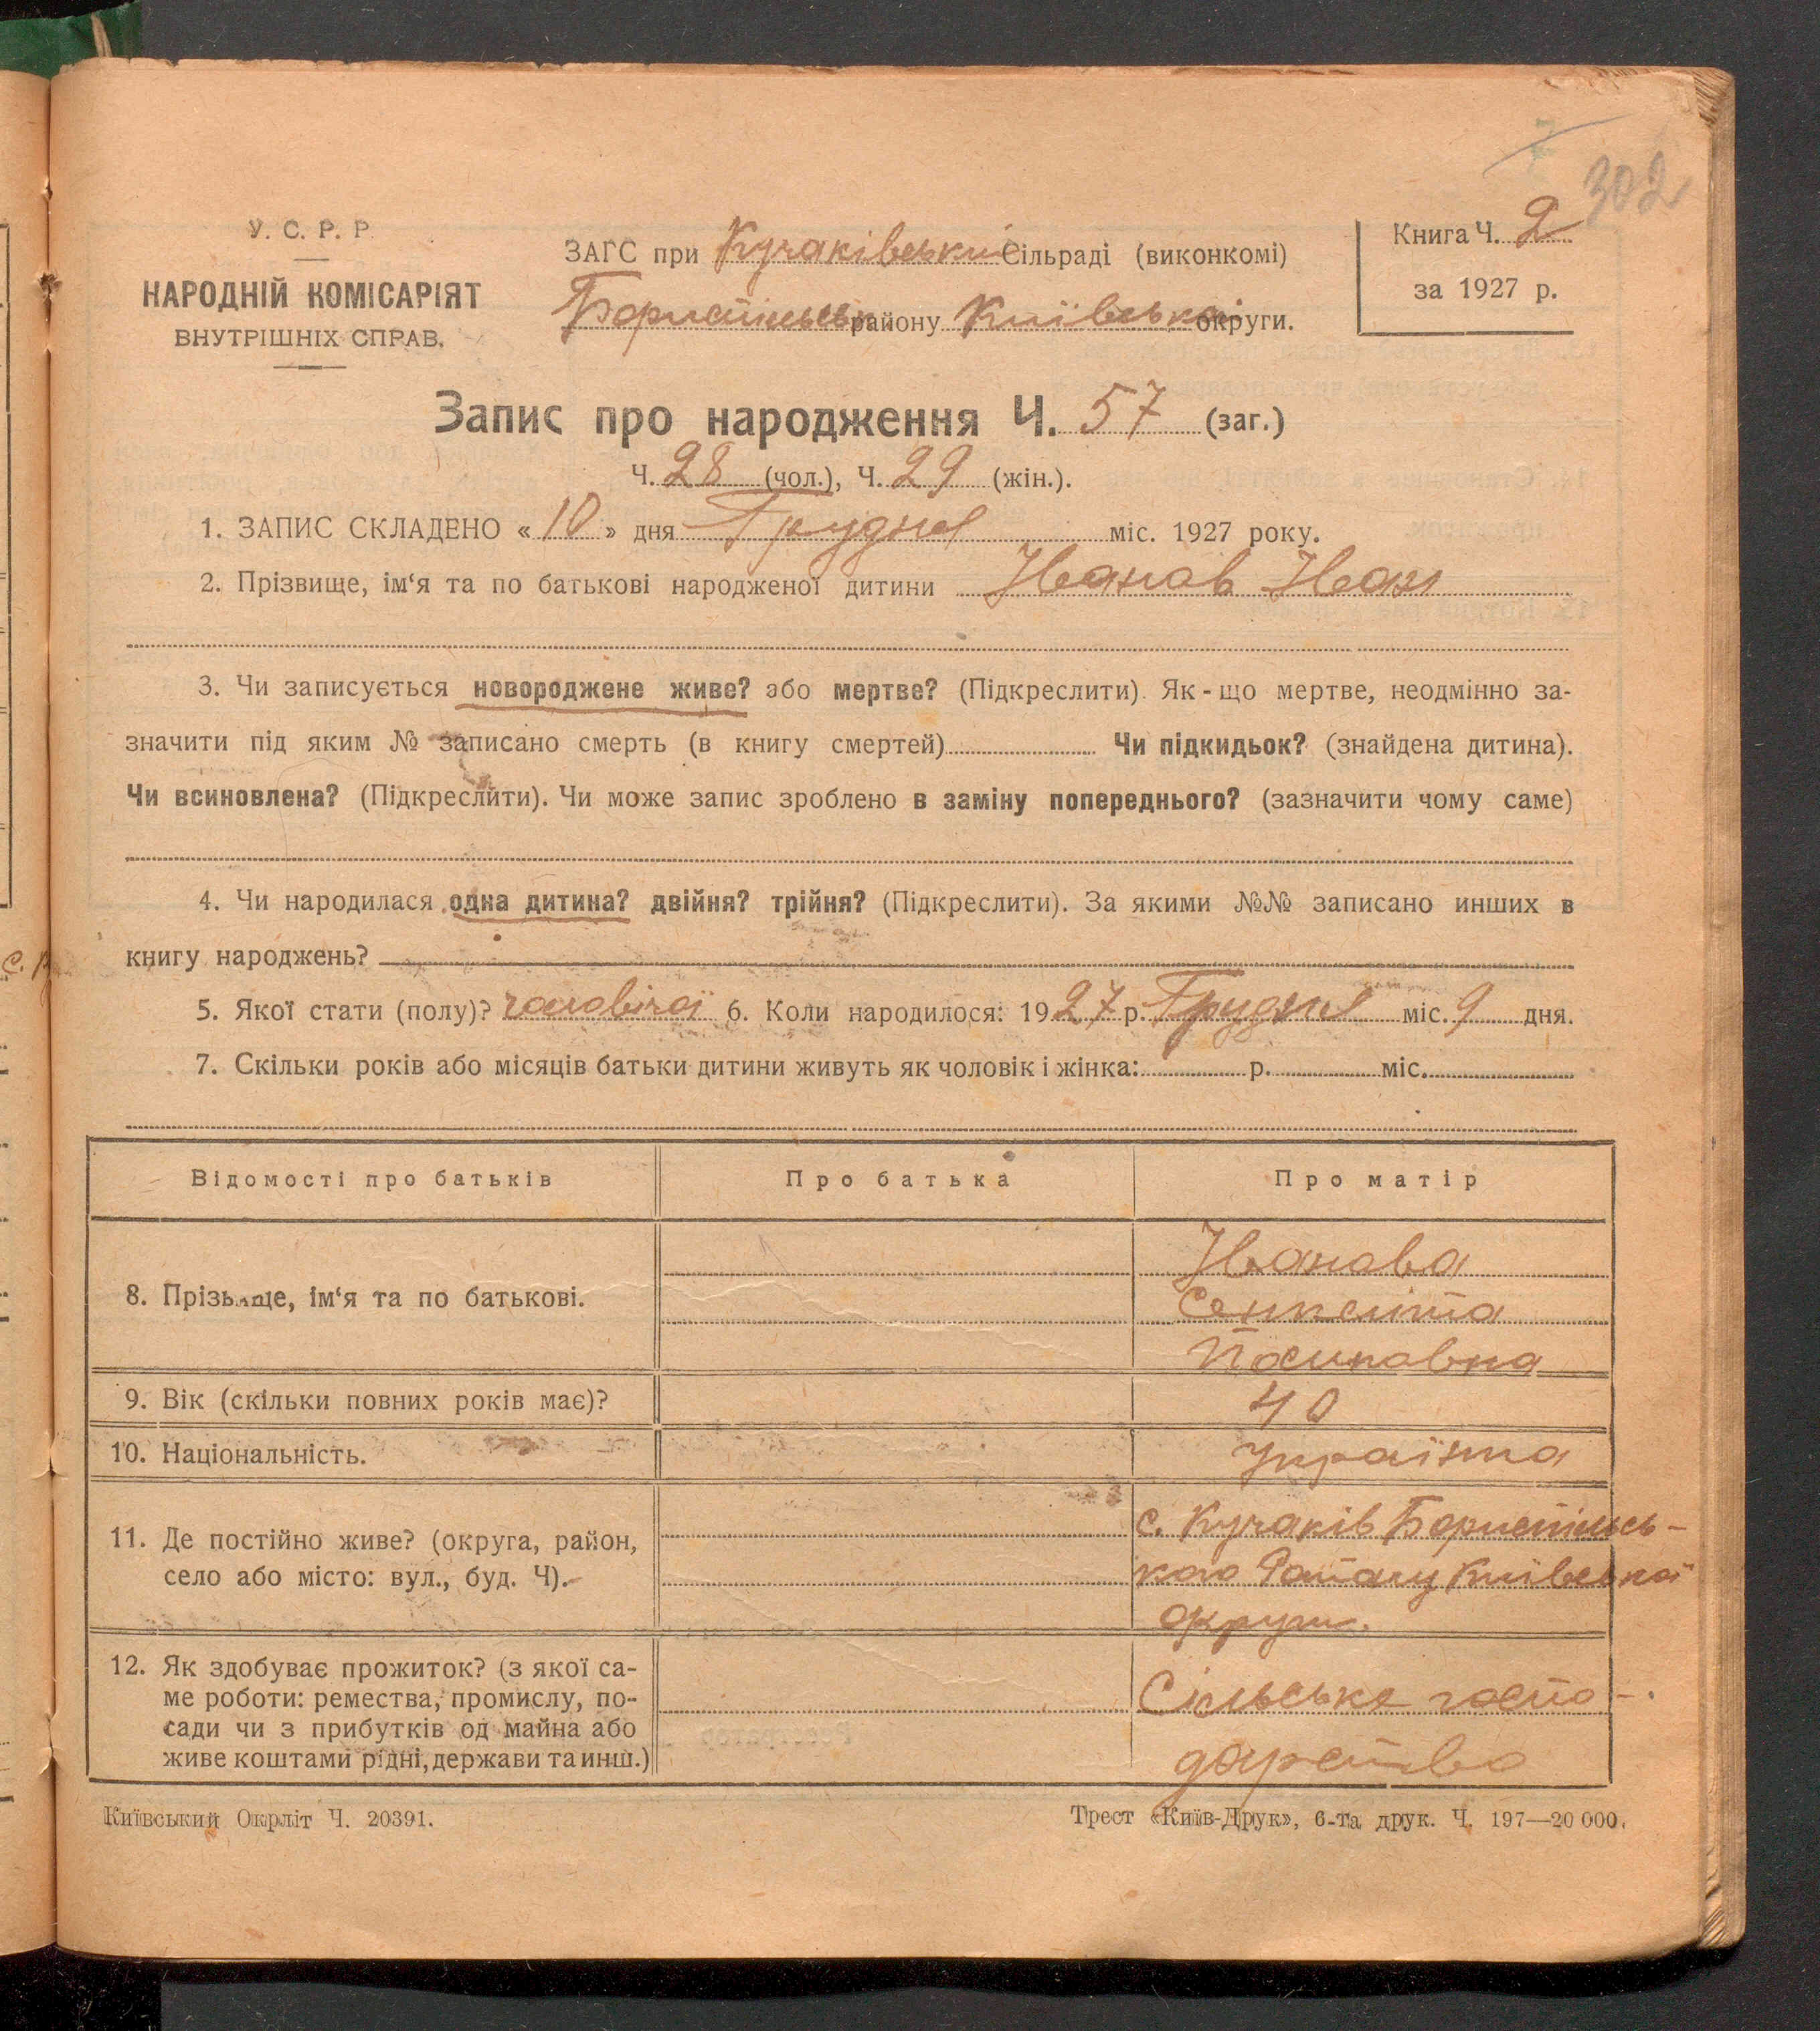 302
У. С. Р. Р.
НАРОДНІЙ КОМІСАРІЯТ
ВНУТРІШНІХ СПРАВ.
ЗАГС при Кучаківській Сільраді (виконкомі)
Бориспільськ району Київської округи.
Книга Ч. 2
за 1927 р.
Запис про народження Ч. 57 (заг.)
Ч. 28 (чол.), Ч. 29 (жін.).
1. ЗАПИС СКЛАДЕНО « 10 » дня Грудня міс. 1927 року.
2. Прізвище, ім‘я та по батькові народженої дитини Іванов Іван
3. Чи записується новороджене живе? або мертве? (Підкреслити). Як-що мертве, неодмінно за-
значити під яким № записано смерть (в книгу смертей) Чи підкидьок? (знайдена дитина).
Чи всиновлена? (Підкреслити). Чи може запис зроблено в заміну попереднього? (зазначити чому саме)
4. Чи народилася одна дитина? двійня? трійня? (Підкреслити). За якими №№ записано инших в
книгу народжень?
5. Якої стати (полу)? чоловічої 6. Коли народилося: 1927 р. Грудня міс. 9 дня.
7. Скільки років або місяців батьки дитини живуть як чоловік і жінка: р. міс.
Відомості про батьків Про батька Про матір
8. Прізвище, ім‘я та по батькові.
Іванова
9. Вік (скільки повних років має)? 40
10. Національність. Українка
11. Де постійно живе? (округа, район,
село або місто: вул., буд. Ч).
с. Кучаків Бориспільсь-
кого Району Київської
округи.
12. Як здобуває прожиток? (з якої са-
ме роботи: ремества, промислу, по-
сади чи з прибутків од майна або
живе коштами рідні, держави та инш.)
Сільське госпо-
дарство
Київський Окрліт Ч. 20391.
Трест «Київ-Друк», 6-та друк. Ч. 197—20 000.